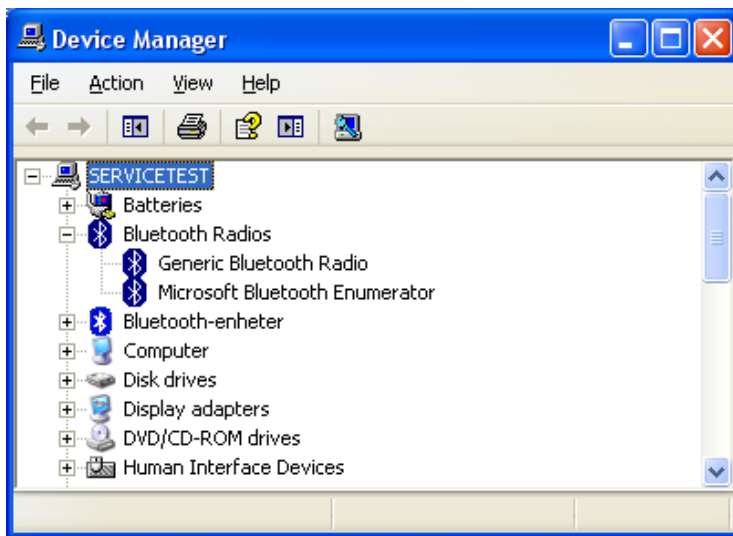 Device Manager
File Action View Help
SERVICETEST
Batteries
Bluetooth Radios
Generic Bluetooth Radio
Microsoft Bluetooth Enumerator
Bluetooth-enheter
Computer
Disk drives
Display adapters
DVD/CD-ROM drives
Human Interface Devices